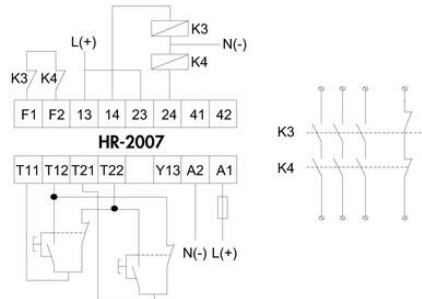 K3
L(+)
N(-)
K4
K3 K4
F1 F2 13 14 23 24 41 42
HR-2007
T11 T12 T21 T22 Y13 A2 A1
N(-) L(+)
K3
K4